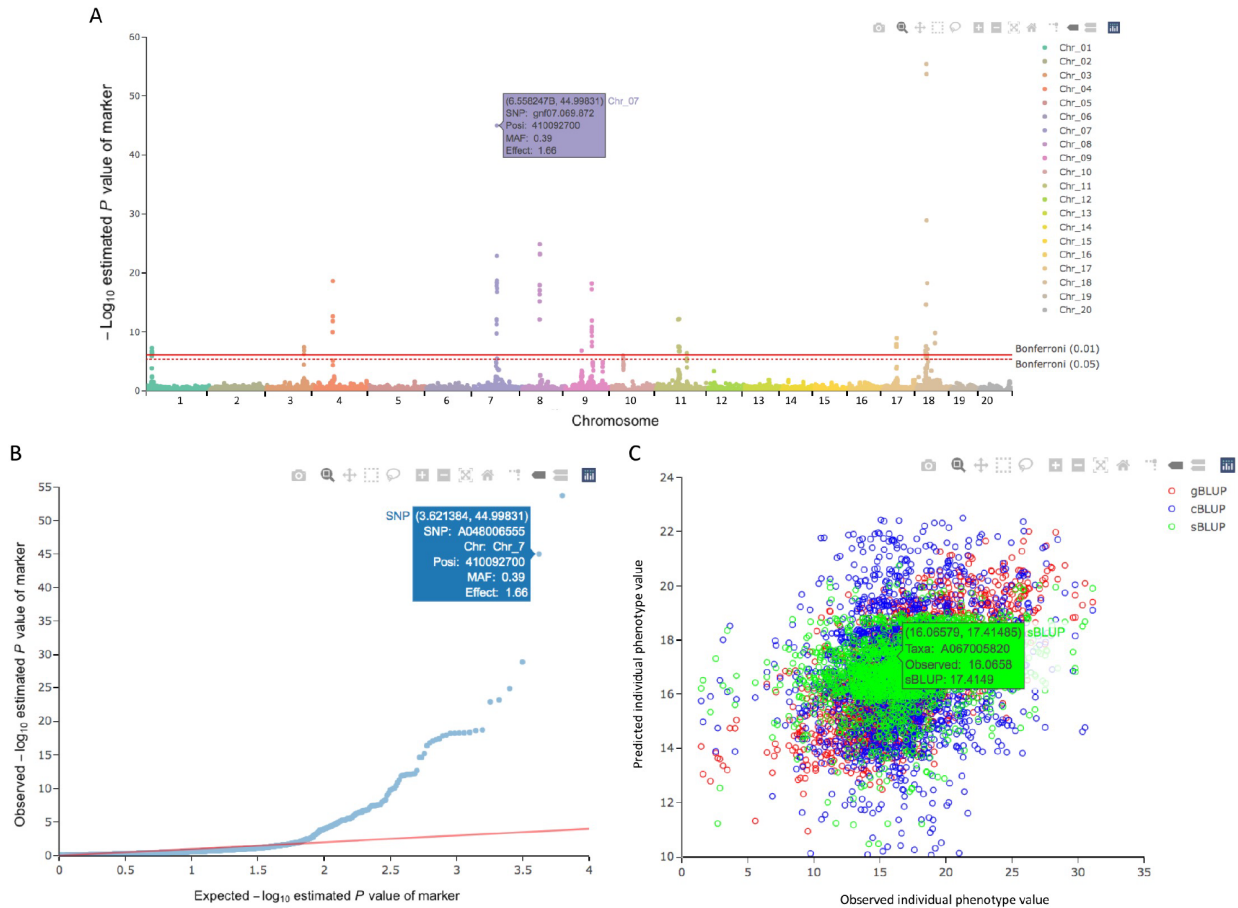 A
60
50
40
30
20
10
0
– Log10 estimated P value of marker
(6.558247B, 44.99831) Chr_07
SNP: gnf07.069.872
Posi: 410092700
MAF: 0.39
Effect: 1.66
Chr_01
Chr_02
Chr_03
Chr_04
Chr_05
Chr_06
Chr_07
Chr_08
Chr_09
Chr_10
Chr_11
Chr_12
Chr_13
Chr_14
Chr_15
Chr_16
Chr_17
Chr_18
Chr_19
Chr_20
Bonferroni (0.01)
Bonferroni (0.05)
1 2 3 4 5 6 7 8 9 10 11 12 13 14 15 16 17 18 19 20
Chromosome
B
55
50
45
40
35
30
25
20
15
10
5
0
Observed – log10 estimated P value of marker
SNP (3.621384, 44.99831)
SNP: A048006555
Chr: Chr_7
Posi: 410092700
MAF: 0.39
Effect: 1.66
0 0.5 1 1.5 2 2.5 3 3.5 4
Expected – log10 estimated P value of marker
C
24
22
20
18
16
14
12
10
Predicted individual phenotype value
gBLUP
cBLUP
sBLUP
(16.06579, 17.41485) sBLUP
Taxa: A067005820
Observed: 16.0658
sBLUP: 17.4149
0 5 10 15 20 25 30 35
Observed individual phenotype value